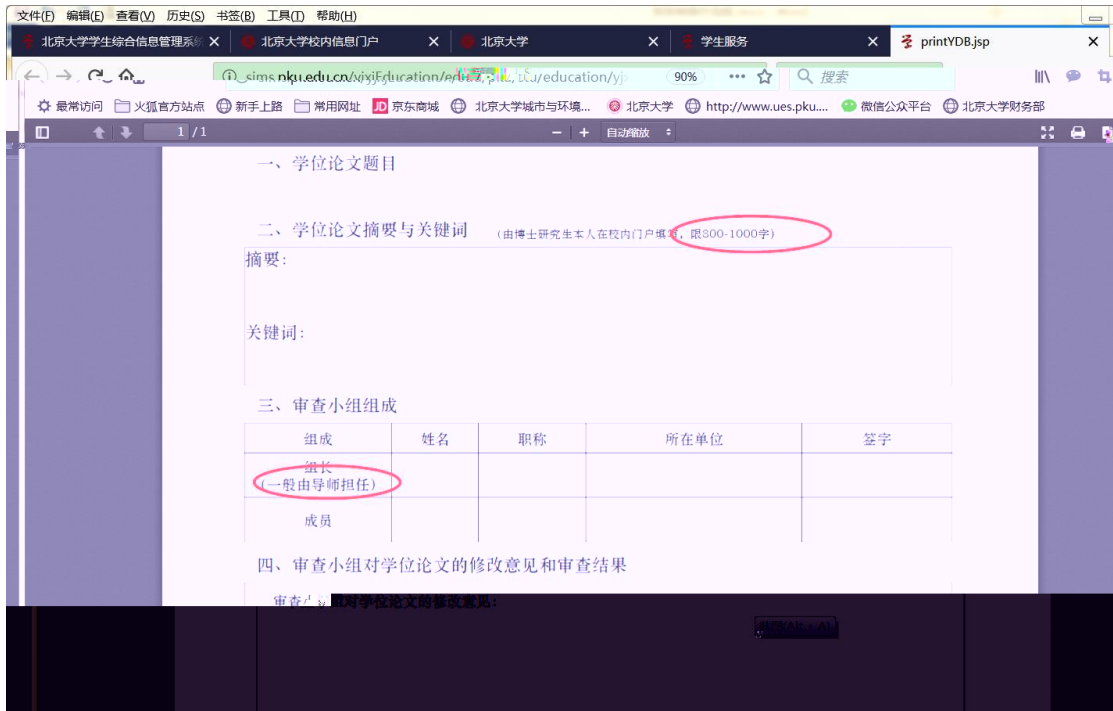 文件(F) 编辑(E) 查看(V) 历史(S) 书签(B) 工具(T) 帮助(H)
北京大学学生综合信息管理系统 北京大学校内信息门户 北京大学 学生服务 printYDB.jsp
90% 搜索
最常访问 火狐官方站点 新手上路 常用网址 JD 京东商城 北京大学城市与环境... 北京大学 http://www.ues.pku.... 微信公众平台 北京大学财务部
1 / 1 自动缩放
一、学位论文题目
二、学位论文摘要与关键词 (由博士研究生本人在校内门户填写，限800-1000字)
摘要:
关键词:
三、审查小组组成
组成 姓名 职称 所在单位 签字
组长
(一般由导师担任)
成员
四、审查小组对学位论文的修改意见和审查结果
审查小组对学位论文的修改意见: